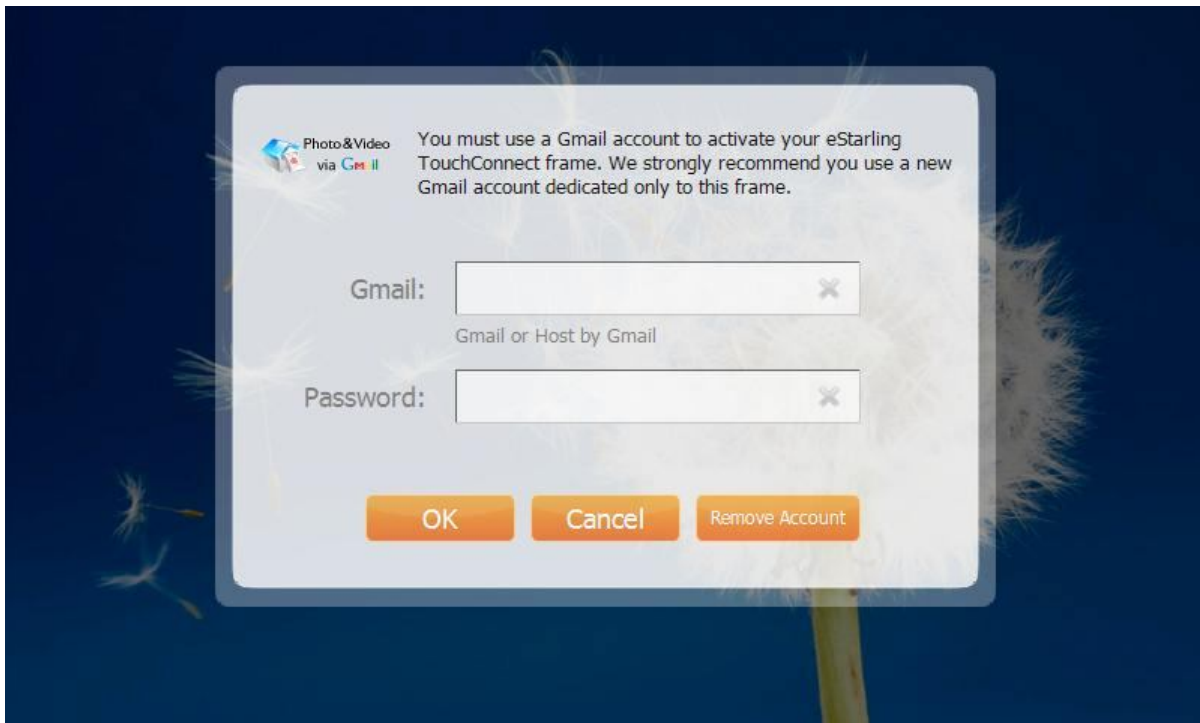 Photo&Video
via Gmail
You must use a Gmail account to activate your eStarling
TouchConnect frame. We strongly recommend you use a new
Gmail account dedicated only to this frame.
Gmail:
Gmail or Host by Gmail
Password:
OK Cancel Remove Account